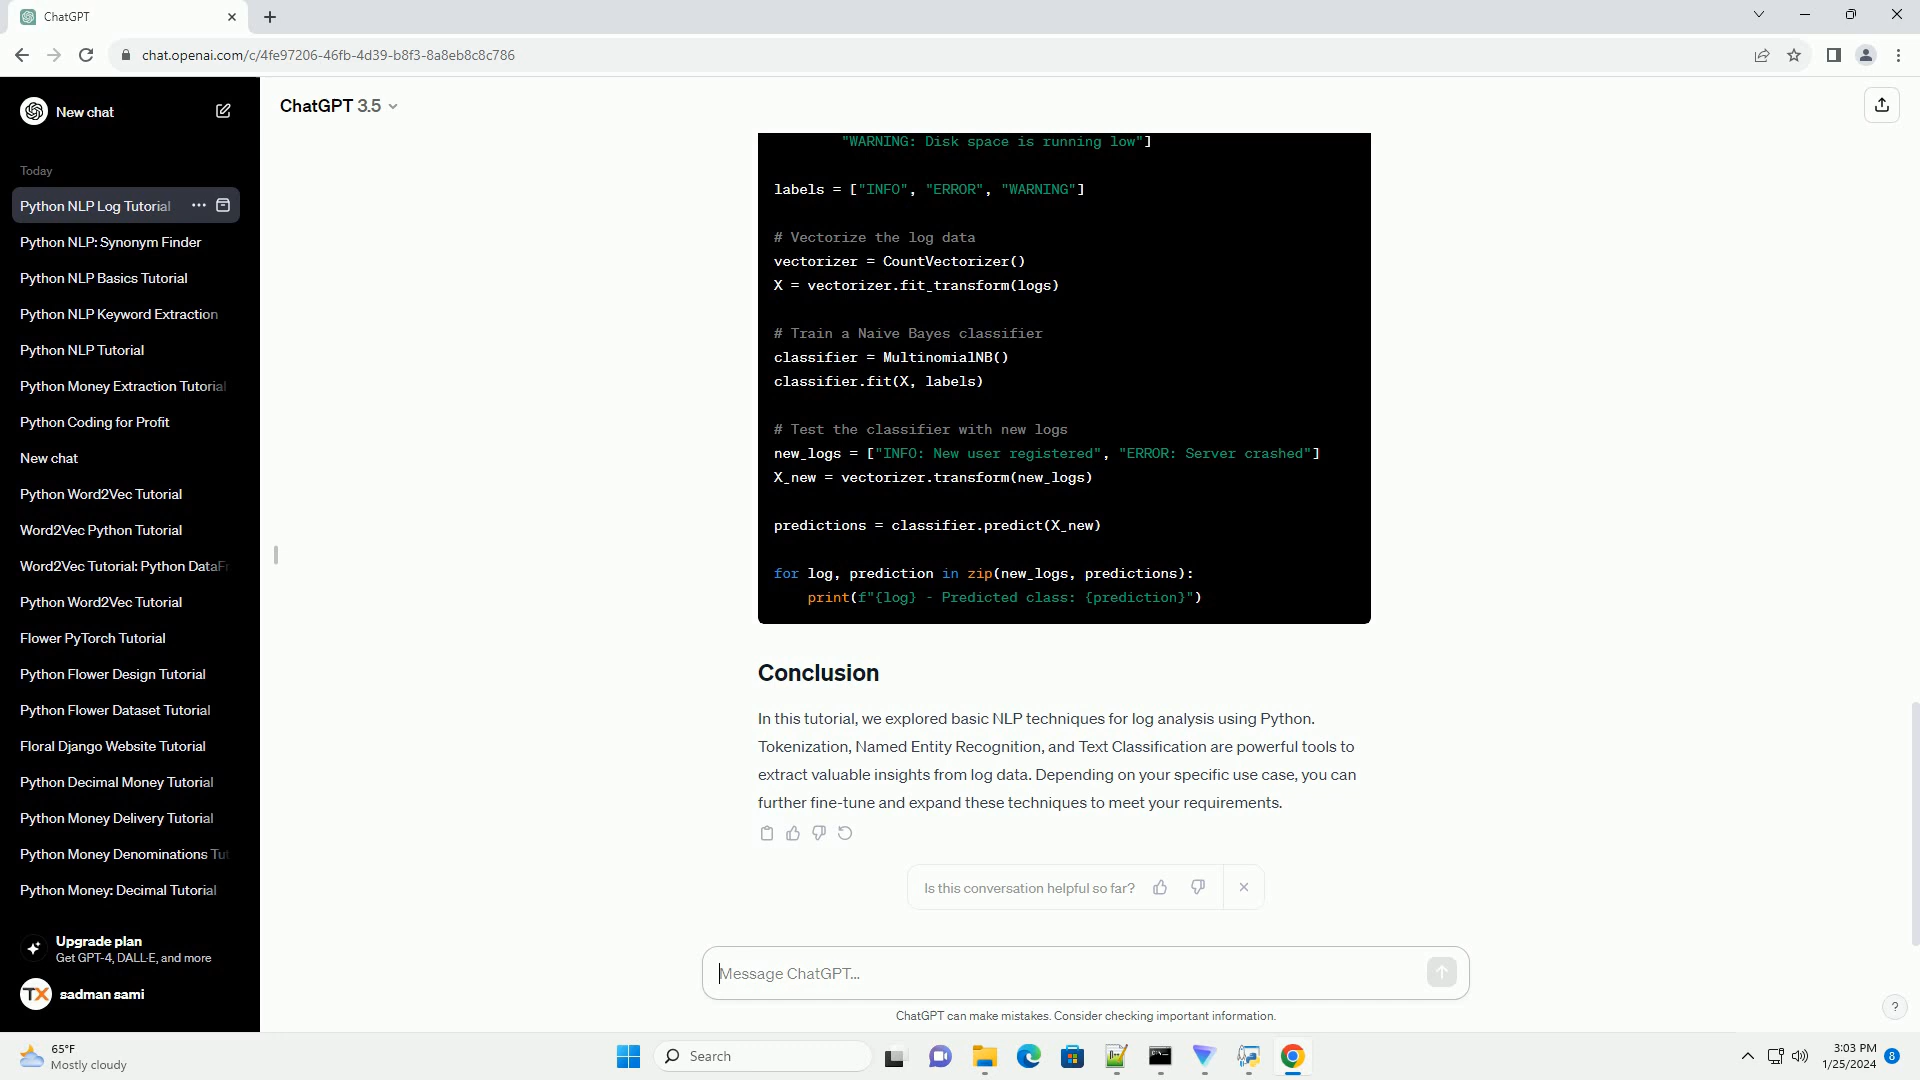 ChatGPT
chat.openai.com/c/4fe97206-46fb-4d39-b8f3-8a8eb8c8c786
New chat
Today
Python NLP Log Tutorial
Python NLP: Synonym Finder
Python NLP Basics Tutorial
Python NLP Keyword Extraction
Python NLP Tutorial
Python Money Extraction Tutorial
Python Coding for Profit
New chat
Python Word2Vec Tutorial
Word2Vec Python Tutorial
Word2Vec Tutorial: Python DataFr
Python Word2Vec Tutorial
Flower PyTorch Tutorial
Python Flower Design Tutorial
Python Flower Dataset Tutorial
Floral Django Website Tutorial
Python Decimal Money Tutorial
Python Money Delivery Tutorial
Python Money Denominations Tut
Python Money: Decimal Tutorial
Upgrade plan
Get GPT-4, DALL·E, and more
TX sadman sami
ChatGPT 3.5
"WARNING: Disk space is running low"]
labels = ["INFO", "ERROR", "WARNING"]
# Vectorize the log data
vectorizer = CountVectorizer()
X = vectorizer.fit_transform(logs)
# Train a Naive Bayes classifier
classifier = MultinomialNB()
classifier.fit(X, labels)
# Test the classifier with new logs
new_logs = ["INFO: New user registered", "ERROR: Server crashed"]
X_new = vectorizer.transform(new_logs)
predictions = classifier.predict(X_new)
for log, prediction in zip(new_logs, predictions):
print(f"{log} - Predicted class: {prediction}")
Conclusion
In this tutorial, we explored basic NLP techniques for log analysis using Python.
Tokenization, Named Entity Recognition, and Text Classification are powerful tools to
extract valuable insights from log data. Depending on your specific use case, you can
further fine-tune and expand these techniques to meet your requirements.
Is this conversation helpful so far?
Message ChatGPT...
ChatGPT can make mistakes. Consider checking important information.
?
65°F
Mostly cloudy
Search
3:03 PM
1/25/2024
8